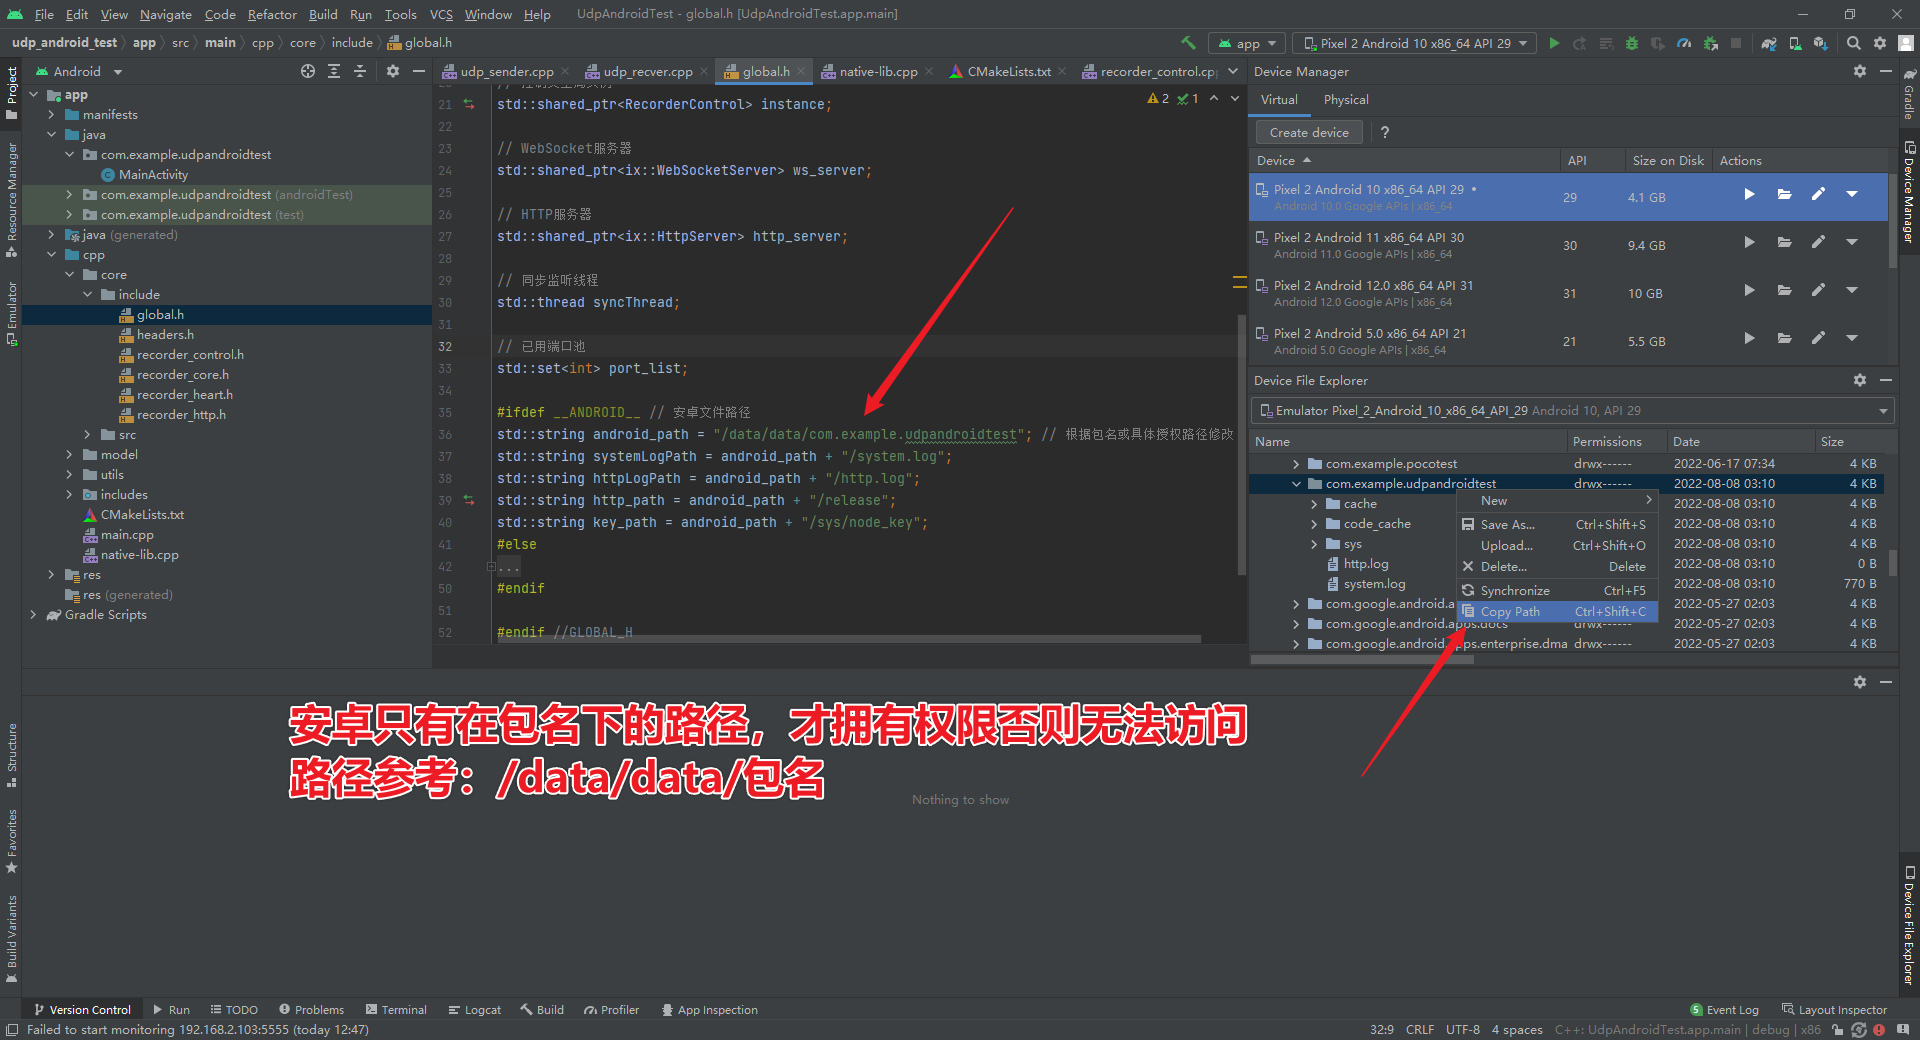 File Edit View Navigate Code Refactor Build Run Tools VCS Window Help UdpAndroidTest - global.h [UdpAndroidTest.app.main]
udp_android_test app src main cpp core include global.h
app Pixel 2 Android 10 x86_64 API 29
Project
Resource Manager
Emulator
Structure
Favorites
Build Variants
Android
app
manifests
java
com.example.udpandroidtest
MainActivity
com.example.udpandroidtest (androidTest)
com.example.udpandroidtest (test)
java (generated)
cpp
core
include
global.h
headers.h
recorder_control.h
recorder_core.h
recorder_heart.h
recorder_http.h
src
model
utils
includes
CMakeLists.txt
main.cpp
native-lib.cpp
res
res (generated)
Gradle Scripts
udp_sender.cpp udp_recver.cpp global.h native-lib.cpp CMakeLists.txt recorder_control.cp
2 1
21 std::shared_ptr<RecorderControl> instance;
22
23 // WebSocket服务器
24 std::shared_ptr<ix::WebSocketServer> ws_server;
25
26 // HTTP服务器
27 std::shared_ptr<ix::HttpServer> http_server;
28
29 // 同步监听线程
30 std::thread syncThread;
31
32 // 已用端口池
33 std::set<int> port_list;
34
35 #ifdef __ANDROID__ // 安卓文件路径
36 std::string android_path = "/data/data/com.example.udpandroidtest"; // 根据包名或具体授权路径修改
37 std::string systemLogPath = android_path + "/system.log";
38 std::string httpLogPath = android_path + "/http.log";
39 std::string http_path = android_path + "/release";
40 std::string key_path = android_path + "/sys/node_key";
41 #else
42 ...
50 #endif
51
52 #endif //GLOBAL_H
Device Manager
Virtual Physical
Create device ?
Device API Size on Disk Actions
Pixel 2 Android 10 x86_64 API 29 29 4.1 GB
Android 10.0 Google APIs | x86_64
Pixel 2 Android 11 x86_64 API 30 30 9.4 GB
Android 11.0 Google APIs | x86_64
Pixel 2 Android 12.0 x86_64 API 31 31 10 GB
Android 12.0 Google APIs | x86_64
Pixel 2 Android 5.0 x86_64 API 21 21 5.5 GB
Android 5.0 Google APIs | x86_64
Device File Explorer
Emulator Pixel_2_Android_10_x86_64_API_29 Android 10, API 29
Name Permissions Date Size
com.example.pocotest drwx------ 2022-06-17 07:34 4 KB
com.example.udpandroidtest drwx------ 2022-08-08 03:10 4 KB
cache 2022-08-08 03:10 4 KB
code_cache 2022-08-08 03:10 4 KB
sys 2022-08-08 03:10 4 KB
http.log 2022-08-08 03:10 0 B
system.log 2022-08-08 03:10 770 B
com.google.android.a 2022-05-27 02:03 4 KB
com.google.android.apps.docs drwx------ 2022-05-27 02:03 4 KB
com.google.android.apps.enterprise.dma drwx------ 2022-05-27 02:03 4 KB
New
Save As... Ctrl+Shift+S
Upload... Ctrl+Shift+O
Delete... Delete
Synchronize Ctrl+F5
Copy Path Ctrl+Shift+C
Gradle
Device Manager
Device File Explorer
安卓只有在包名下的路径，才拥有权限否则无法访问
路径参考：/data/data/包名
Nothing to show
Version Control Run TODO Problems Terminal Logcat Build Profiler App Inspection 5 Event Log Layout Inspector
Failed to start monitoring 192.168.2.103:5555 (today 12:47) 32:9 CRLF UTF-8 4 spaces C++: UdpAndroidTest.app.main | debug | x86